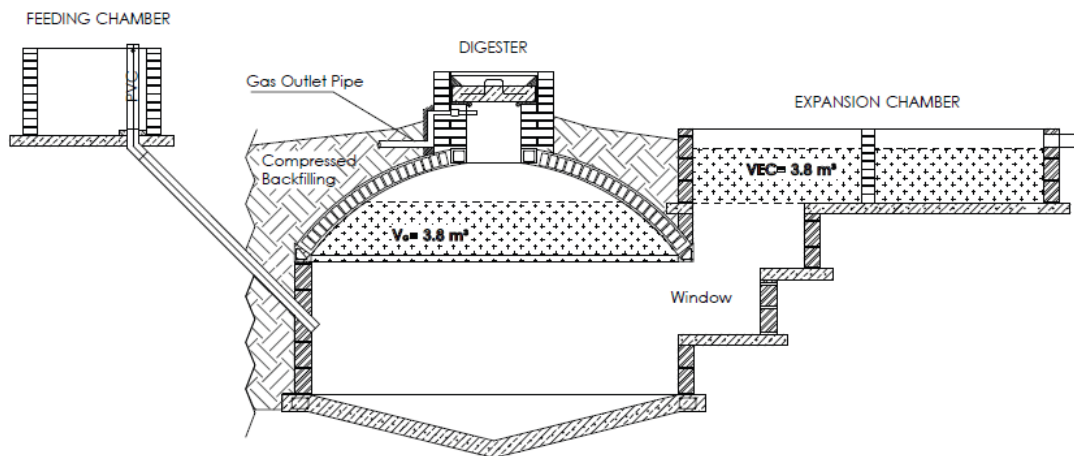 FEEDING CHAMBER
PVC
DIGESTER
Gas Outlet Pipe
EXPANSION CHAMBER
Compressed
Backfilling
VEC= 3.8 m³
Vₒ= 3.8 m³
Window